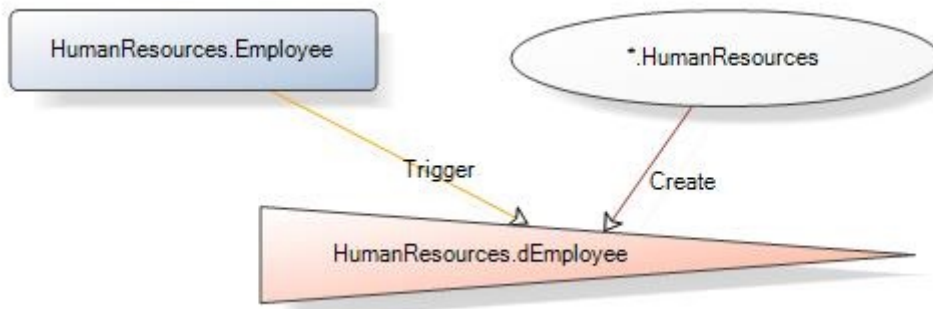 HumanResources.Employee
*.HumanResources
Trigger
Create
HumanResources.dEmployee